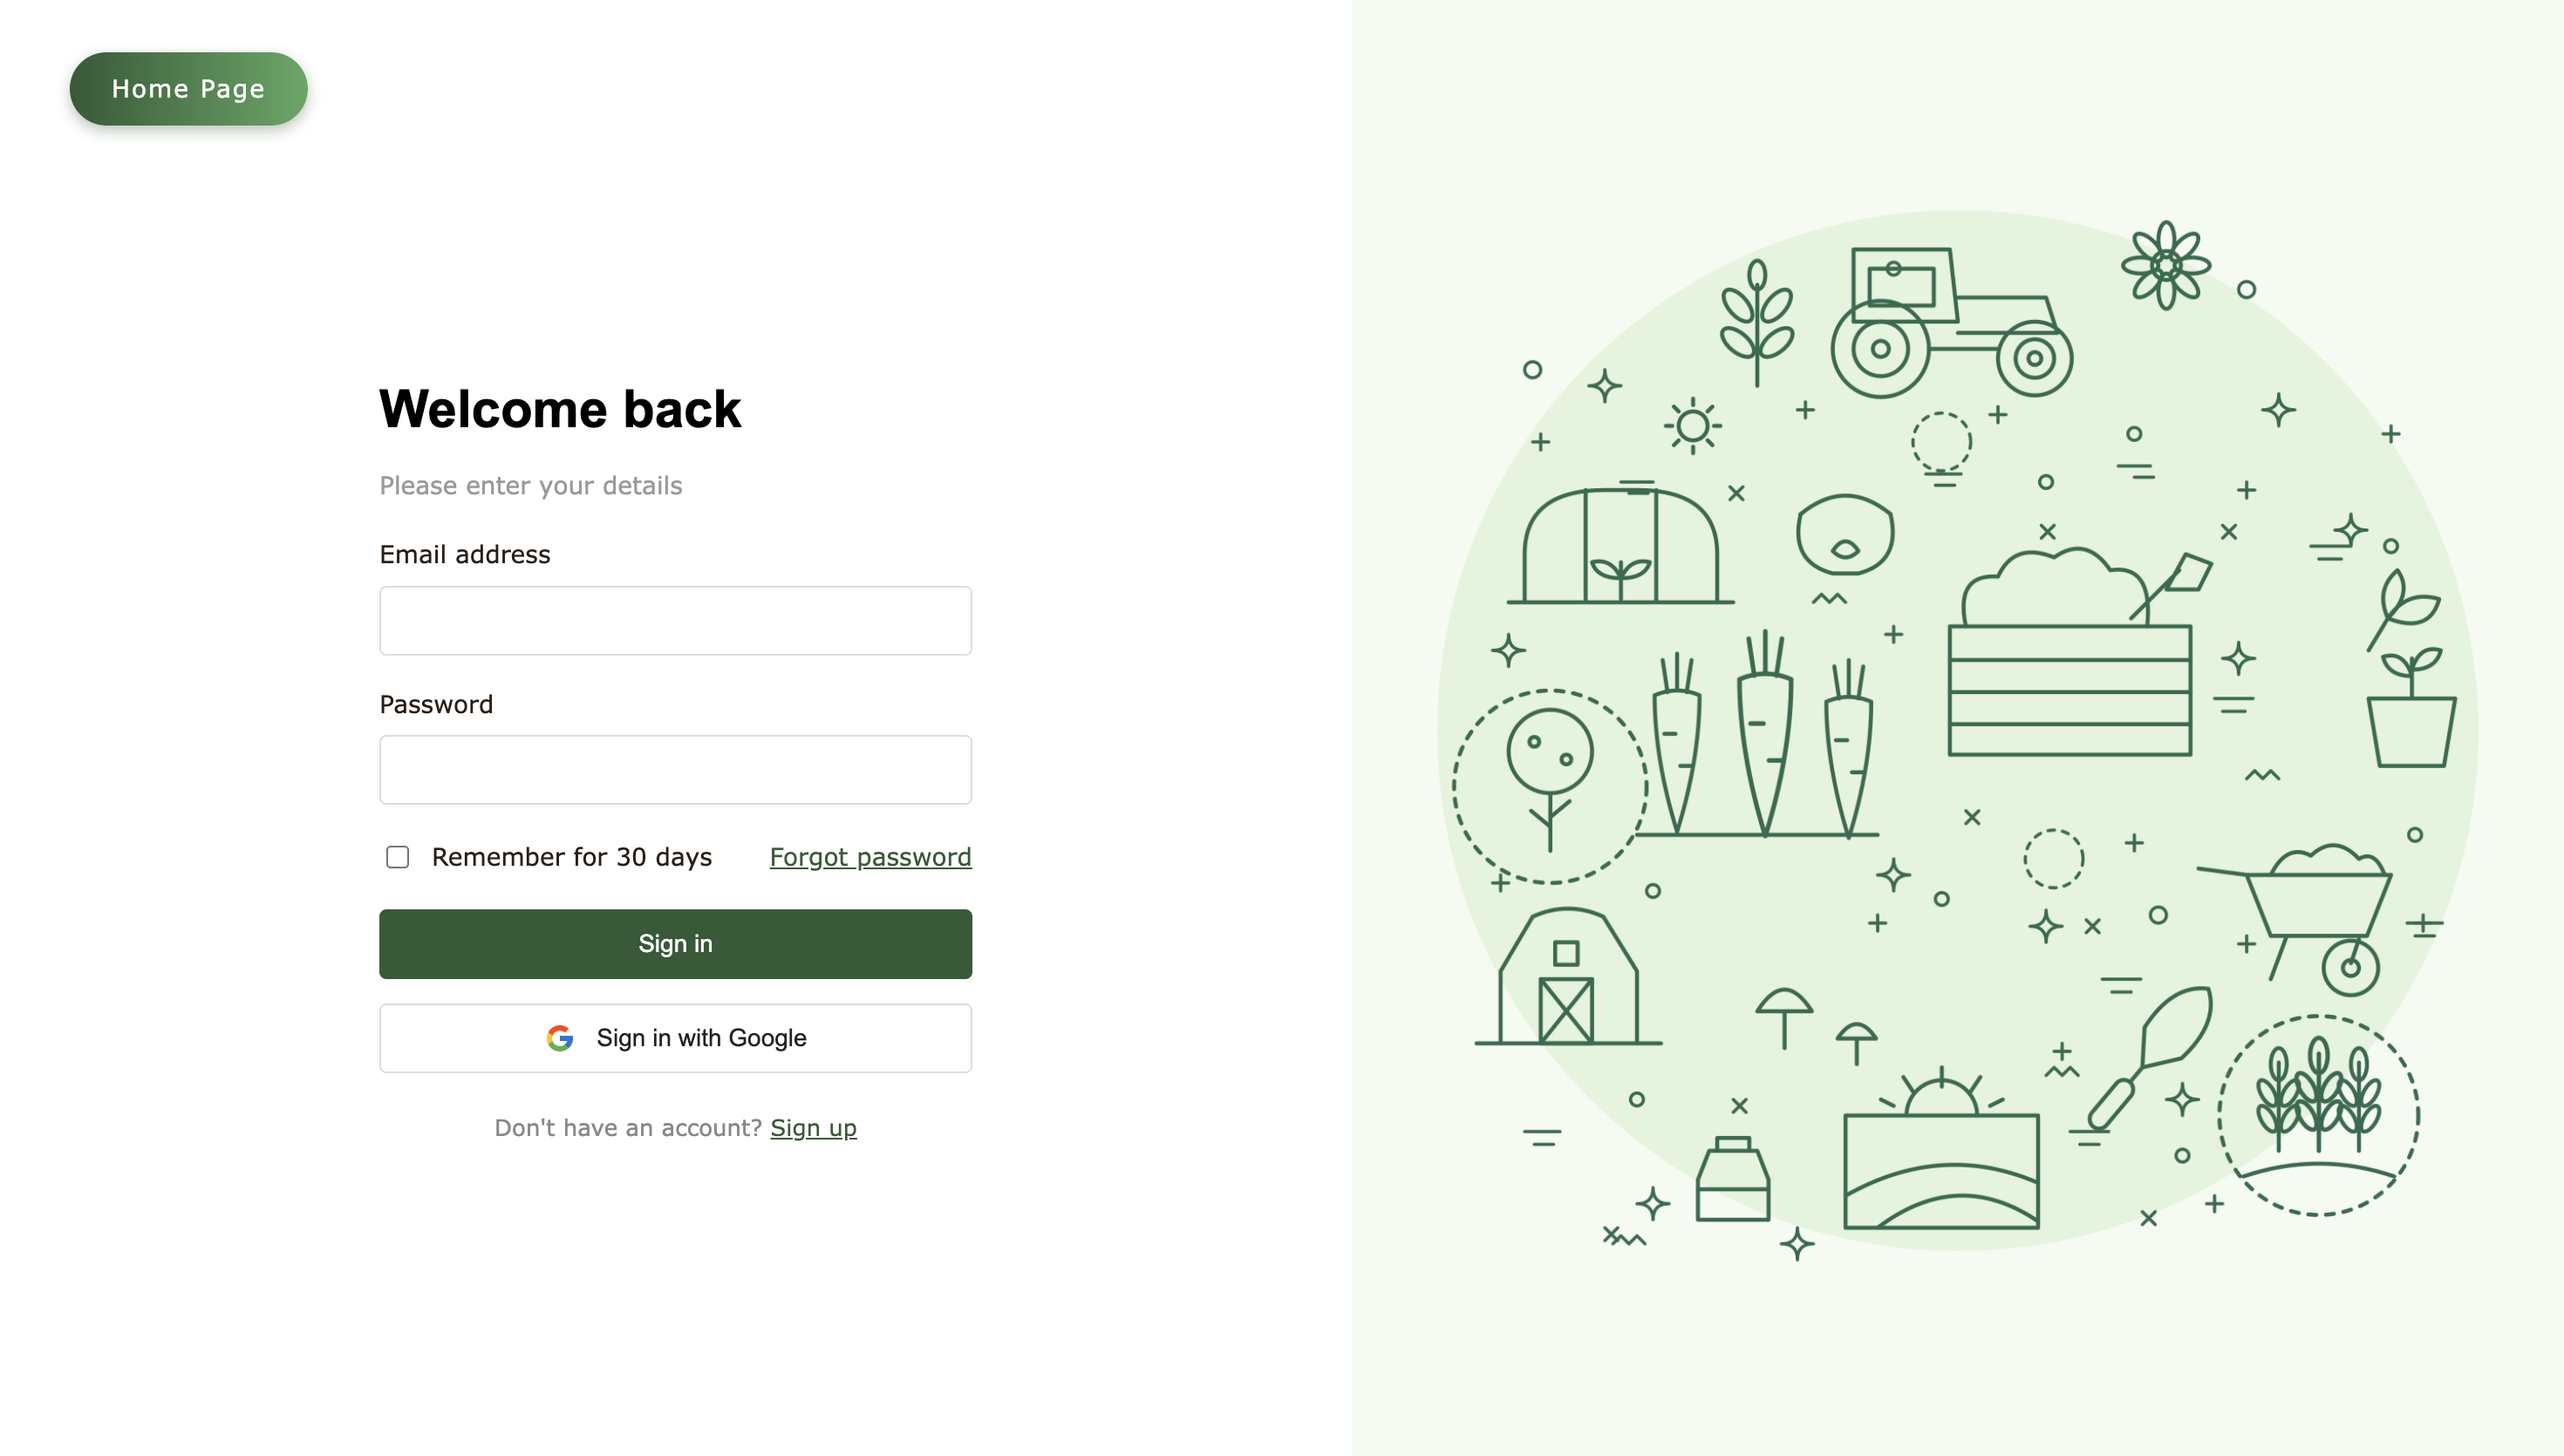 Home Page
Welcome back
Please enter your details
Email address
Password
Remember for 30 days
Forgot password
Sign in
Sign in with Google
Don't have an account? Sign up